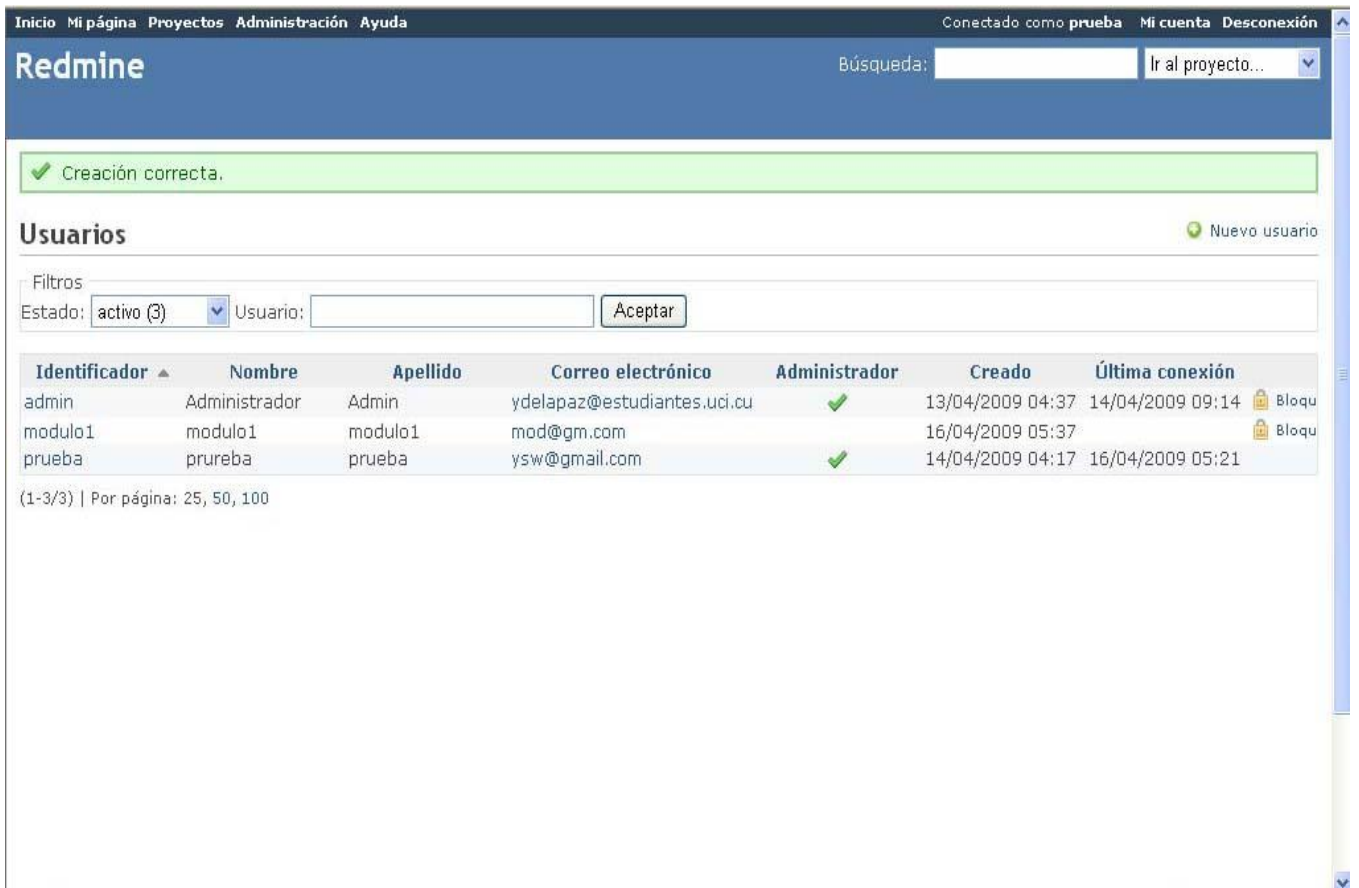 Inicio Mi página Proyectos Administración Ayuda Conectado como prueba Mi cuenta Desconexión
Redmine Búsqueda: Ir al proyecto...
Creación correcta.
Usuarios Nuevo usuario
Filtros
Estado: activo (3) Usuario: Aceptar
Identificador Nombre Apellido Correo electrónico Administrador Creado Última conexión
admin Administrador Admin ydelapaz@estudiantes.uci.cu 13/04/2009 04:37 14/04/2009 09:14 Bloqu
modulo1 modulo1 modulo1 mod@gm.com 16/04/2009 05:37 Bloqu
prueba prureba prueba ysw@gmail.com 14/04/2009 04:17 16/04/2009 05:21
(1-3/3) | Por página: 25, 50, 100